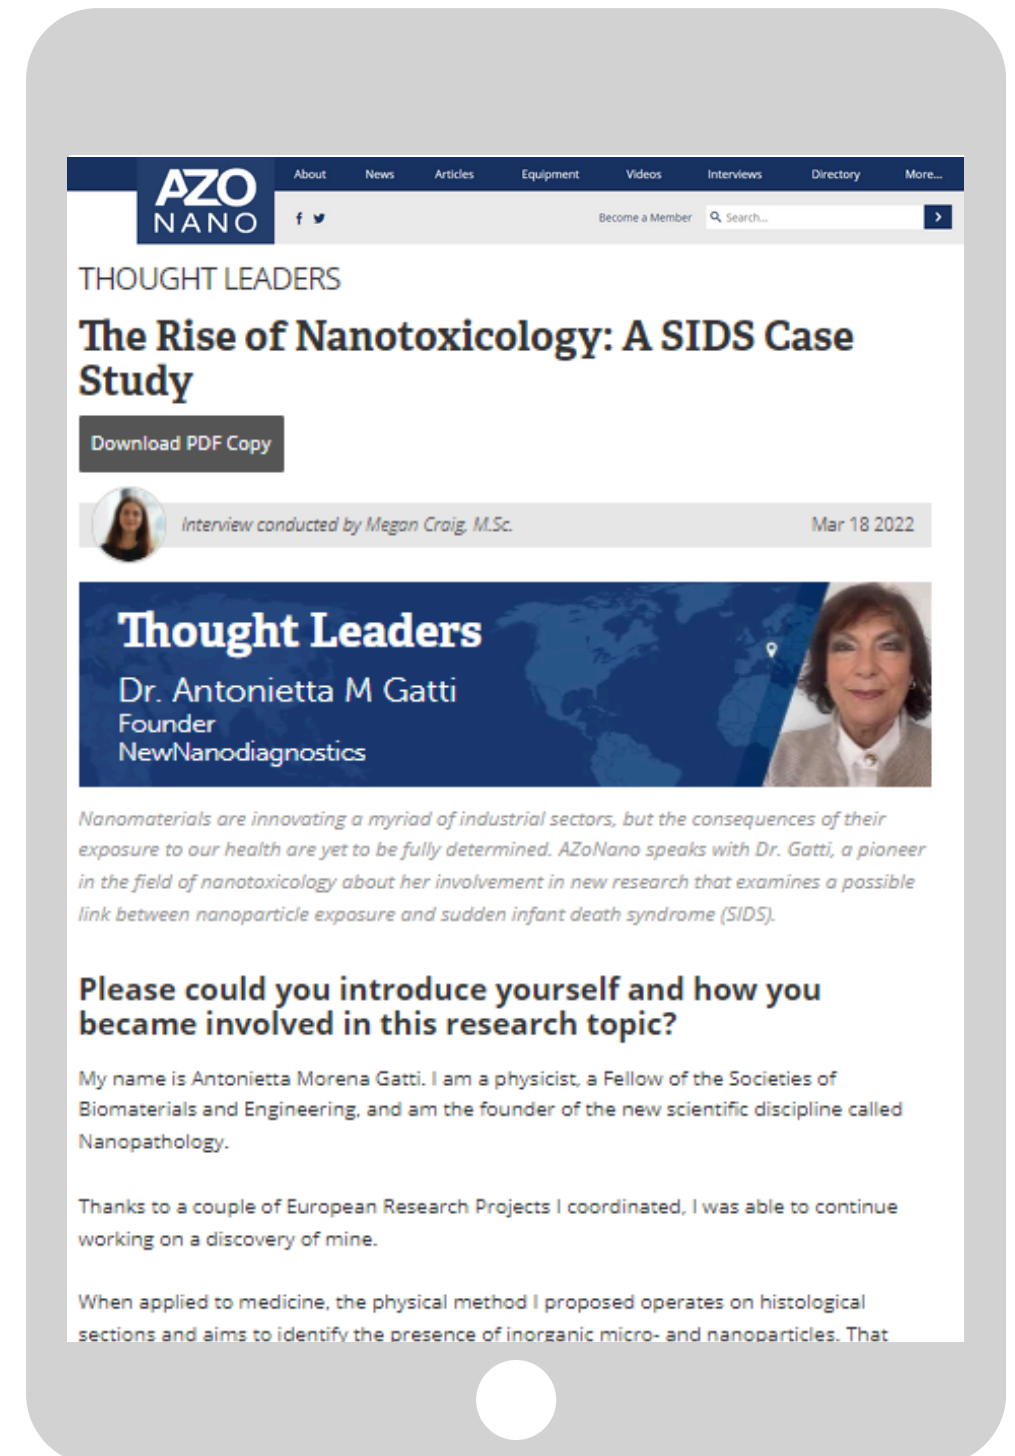 AZO
NANO
About News Articles Equipment Videos Interviews Directory More...
Become a Member Search...
THOUGHT LEADERS
The Rise of Nanotoxicology: A SIDS Case
Study
Download PDF Copy
Interview conducted by Megan Craig, M.Sc. Mar 18 2022
Thought Leaders
Dr. Antonietta M Gatti
Founder
NewNanodiagnostics
Nanomaterials are innovating a myriad of industrial sectors, but the consequences of their
exposure to our health are yet to be fully determined. AZoNano speaks with Dr. Gatti, a pioneer
in the field of nanotoxicology about her involvement in new research that examines a possible
link between nanoparticle exposure and sudden infant death syndrome (SIDS).
Please could you introduce yourself and how you
became involved in this research topic?
My name is Antonietta Morena Gatti. I am a physicist, a Fellow of the Societies of
Biomaterials and Engineering, and am the founder of the new scientific discipline called
Nanopathology.
Thanks to a couple of European Research Projects I coordinated, I was able to continue
working on a discovery of mine.
When applied to medicine, the physical method I proposed operates on histological
sections and aims to identify the presence of inorganic micro- and nanoparticles. That